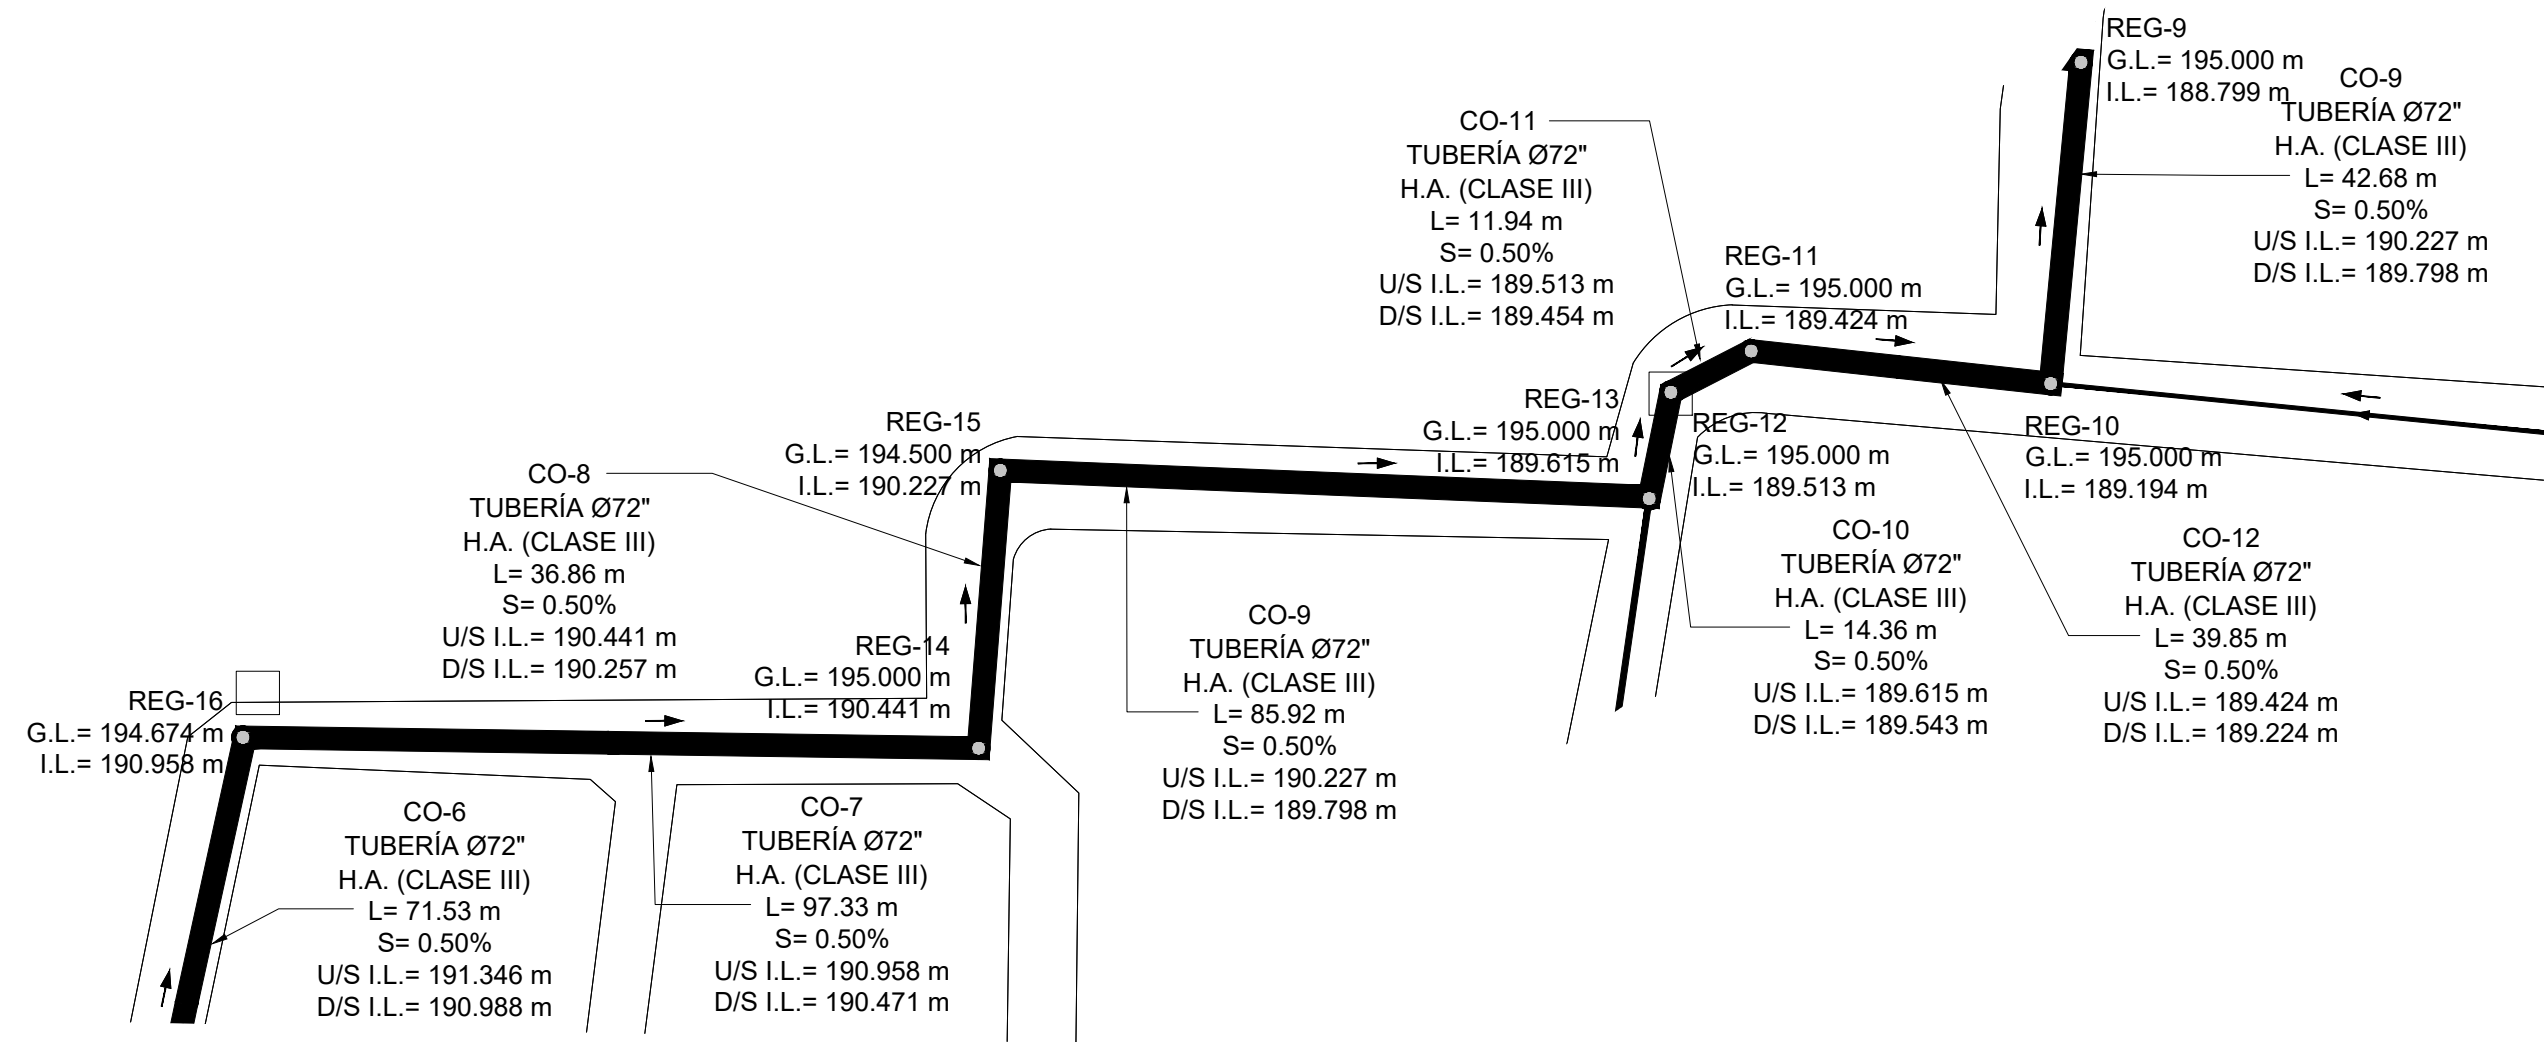 REG-9
G.L.= 195.000 m
I.L.= 188.799 m
CO-9
TUBERÍA Ø72"
H.A. (CLASE III)
L= 42.68 m
S= 0.50%
U/S I.L.= 190.227 m
D/S I.L.= 189.798 m
CO-11
TUBERÍA Ø72"
H.A. (CLASE III)
L= 11.94 m
S= 0.50%
U/S I.L.= 189.513 m
D/S I.L.= 189.454 m
REG-11
G.L.= 195.000 m
I.L.= 189.424 m
REG-13
G.L.= 195.000 m
I.L.= 189.615 m
REG-12
G.L.= 195.000 m
I.L.= 189.513 m
REG-10
G.L.= 195.000 m
I.L.= 189.194 m
REG-15
G.L.= 194.500 m
I.L.= 190.227 m
CO-8
TUBERÍA Ø72"
H.A. (CLASE III)
L= 36.86 m
S= 0.50%
U/S I.L.= 190.441 m
D/S I.L.= 190.257 m
CO-10
TUBERÍA Ø72"
H.A. (CLASE III)
L= 14.36 m
S= 0.50%
U/S I.L.= 189.615 m
D/S I.L.= 189.543 m
CO-12
TUBERÍA Ø72"
H.A. (CLASE III)
L= 39.85 m
S= 0.50%
U/S I.L.= 189.424 m
D/S I.L.= 189.224 m
CO-9
TUBERÍA Ø72"
H.A. (CLASE III)
L= 85.92 m
S= 0.50%
U/S I.L.= 190.227 m
D/S I.L.= 189.798 m
REG-14
G.L.= 195.000 m
I.L.= 190.441 m
REG-16
G.L.= 194.674 m
I.L.= 190.958 m
CO-6
TUBERÍA Ø72"
H.A. (CLASE III)
L= 71.53 m
S= 0.50%
U/S I.L.= 191.346 m
D/S I.L.= 190.988 m
CO-7
TUBERÍA Ø72"
H.A. (CLASE III)
L= 97.33 m
S= 0.50%
U/S I.L.= 190.958 m
D/S I.L.= 190.471 m